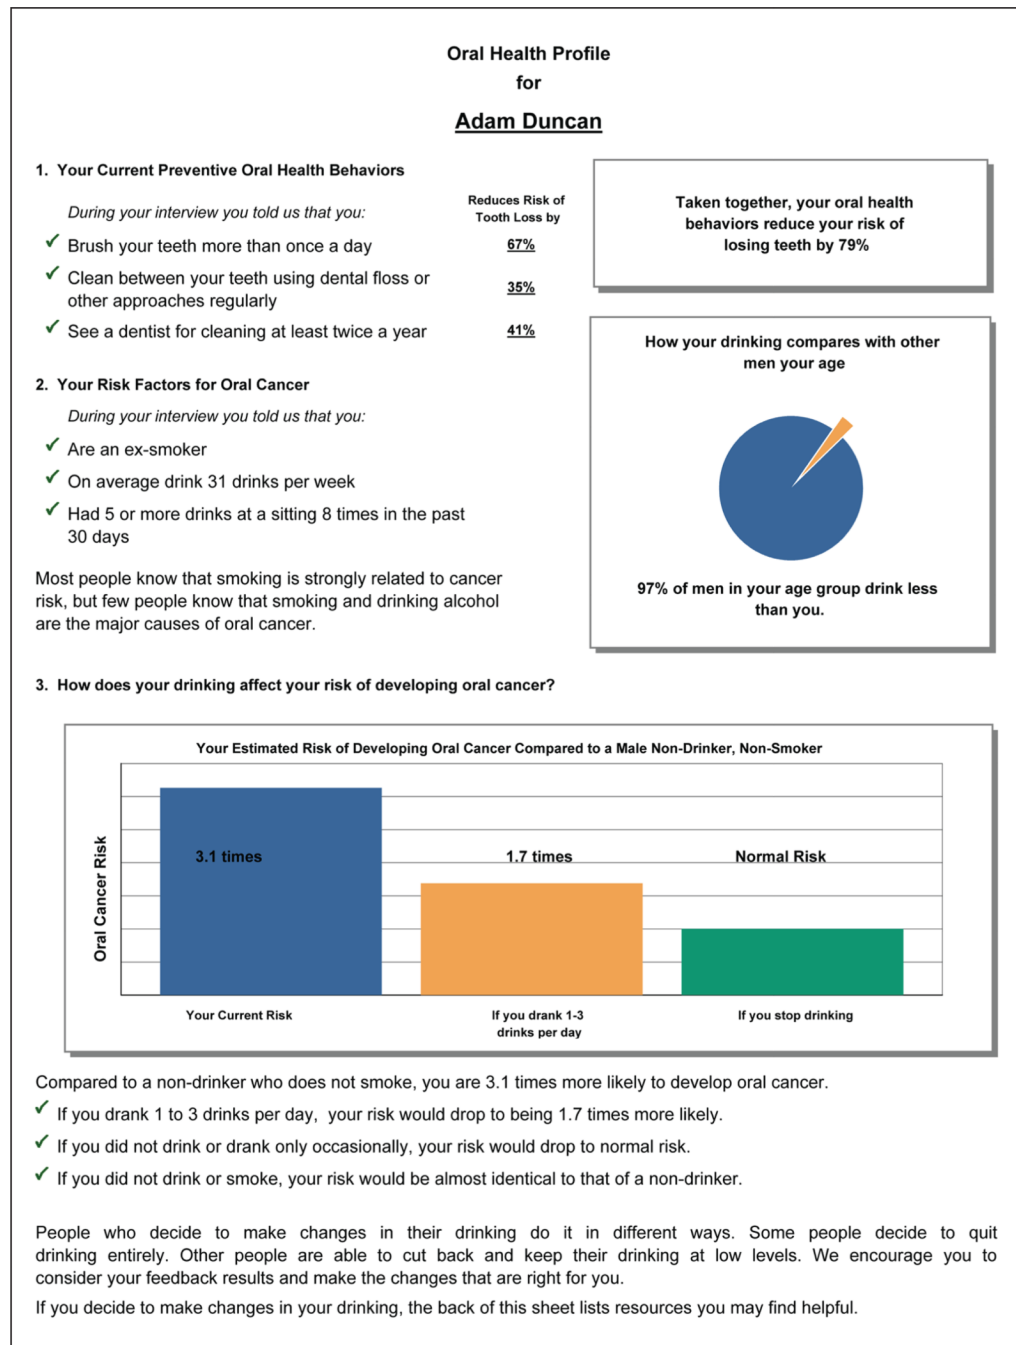 Oral Health Profile
for
Adam Duncan
1. Your Current Preventive Oral Health Behaviors
During your interview you told us that you:
Reduces Risk of
Tooth Loss by
✓ Brush your teeth more than once a day 67%
✓ Clean between your teeth using dental floss or
other approaches regularly 35%
✓ See a dentist for cleaning at least twice a year 41%
Taken together, your oral health
behaviors reduce your risk of
losing teeth by 79%
2. Your Risk Factors for Oral Cancer
During your interview you told us that you:
✓ Are an ex-smoker
✓ On average drink 31 drinks per week
✓ Had 5 or more drinks at a sitting 8 times in the past
30 days
Most people know that smoking is strongly related to cancer
risk, but few people know that smoking and drinking alcohol
are the major causes of oral cancer.
How your drinking compares with other
men your age
97% of men in your age group drink less
than you.
3. How does your drinking affect your risk of developing oral cancer?
Your Estimated Risk of Developing Oral Cancer Compared to a Male Non-Drinker, Non-Smoker
Oral Cancer Risk
3.1 times
1.7 times
Normal Risk
Your Current Risk
If you drank 1-3
drinks per day
If you stop drinking
Compared to a non-drinker who does not smoke, you are 3.1 times more likely to develop oral cancer.
✓ If you drank 1 to 3 drinks per day, your risk would drop to being 1.7 times more likely.
✓ If you did not drink or drank only occasionally, your risk would drop to normal risk.
✓ If you did not drink or smoke, your risk would be almost identical to that of a non-drinker.
People who decide to make changes in their drinking do it in different ways. Some people decide to quit
drinking entirely. Other people are able to cut back and keep their drinking at low levels. We encourage you to
consider your feedback results and make the changes that are right for you.
If you decide to make changes in your drinking, the back of this sheet lists resources you may find helpful.